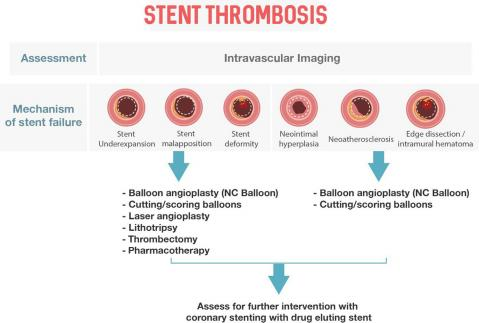 STENT THROMBOSIS
Assessment
Intravascular Imaging
Mechanism
of stent failure
Stent
Underexpansion
Stent
malapposition
Stent
deformity
Neointimal
hyperplasia
Neoatherosclerosis
Edge dissection /
intramural hematoma
- Balloon angioplasty (NC Balloon)
- Cutting/scoring balloons
- Laser angioplasty
- Lithotripsy
- Thrombectomy
- Pharmacotherapy
- Balloon angioplasty (NC Balloon)
- Cutting/scoring balloons
Assess for further intervention with
coronary stenting with drug eluting stent